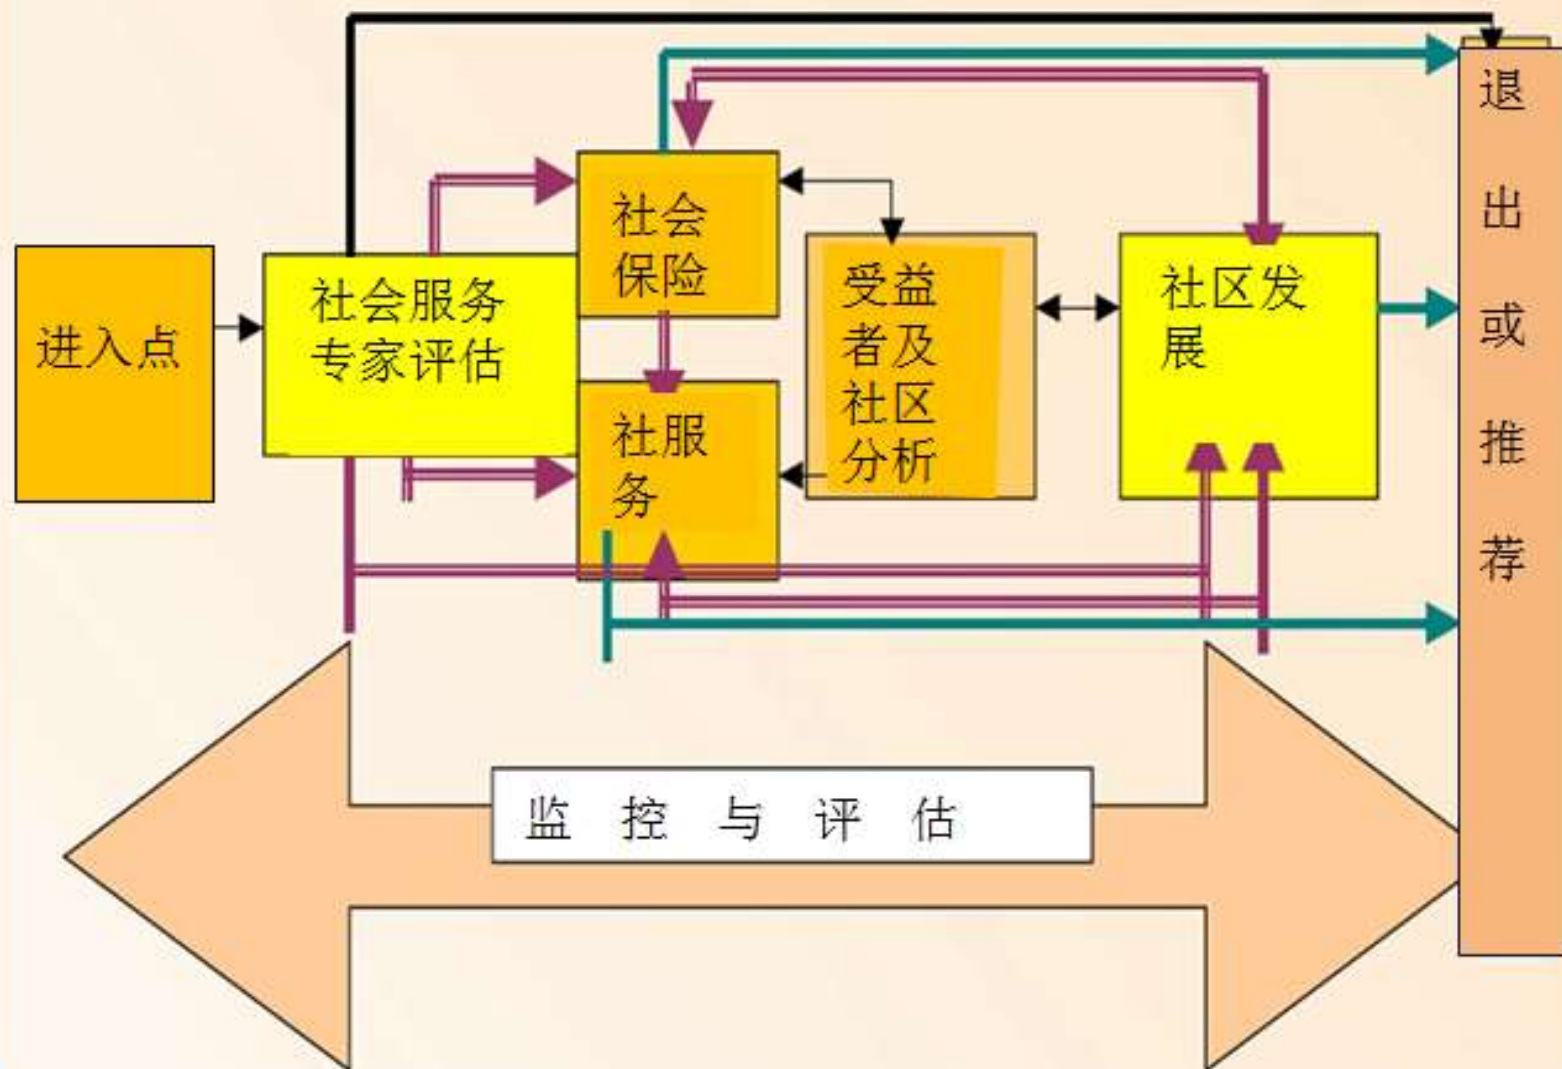 进入点
社会服务
专家评估
社会
保险
社服
务
受益
者及
社区
分析
社区发
展
退
出
或
推
荐
监 控 与 评 估